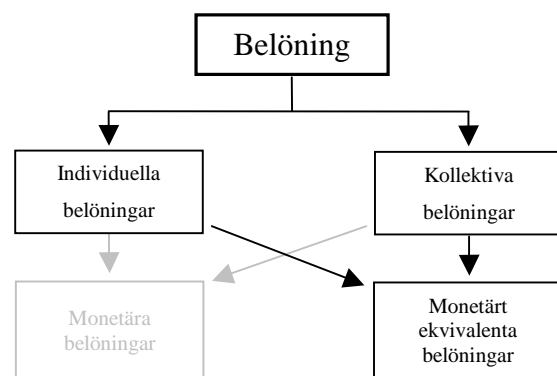 Belöning
Individuella
belöningar
Kollektiva
belöningar
Monetära
belöningar
Monetärt
ekvivalenta
belöningar